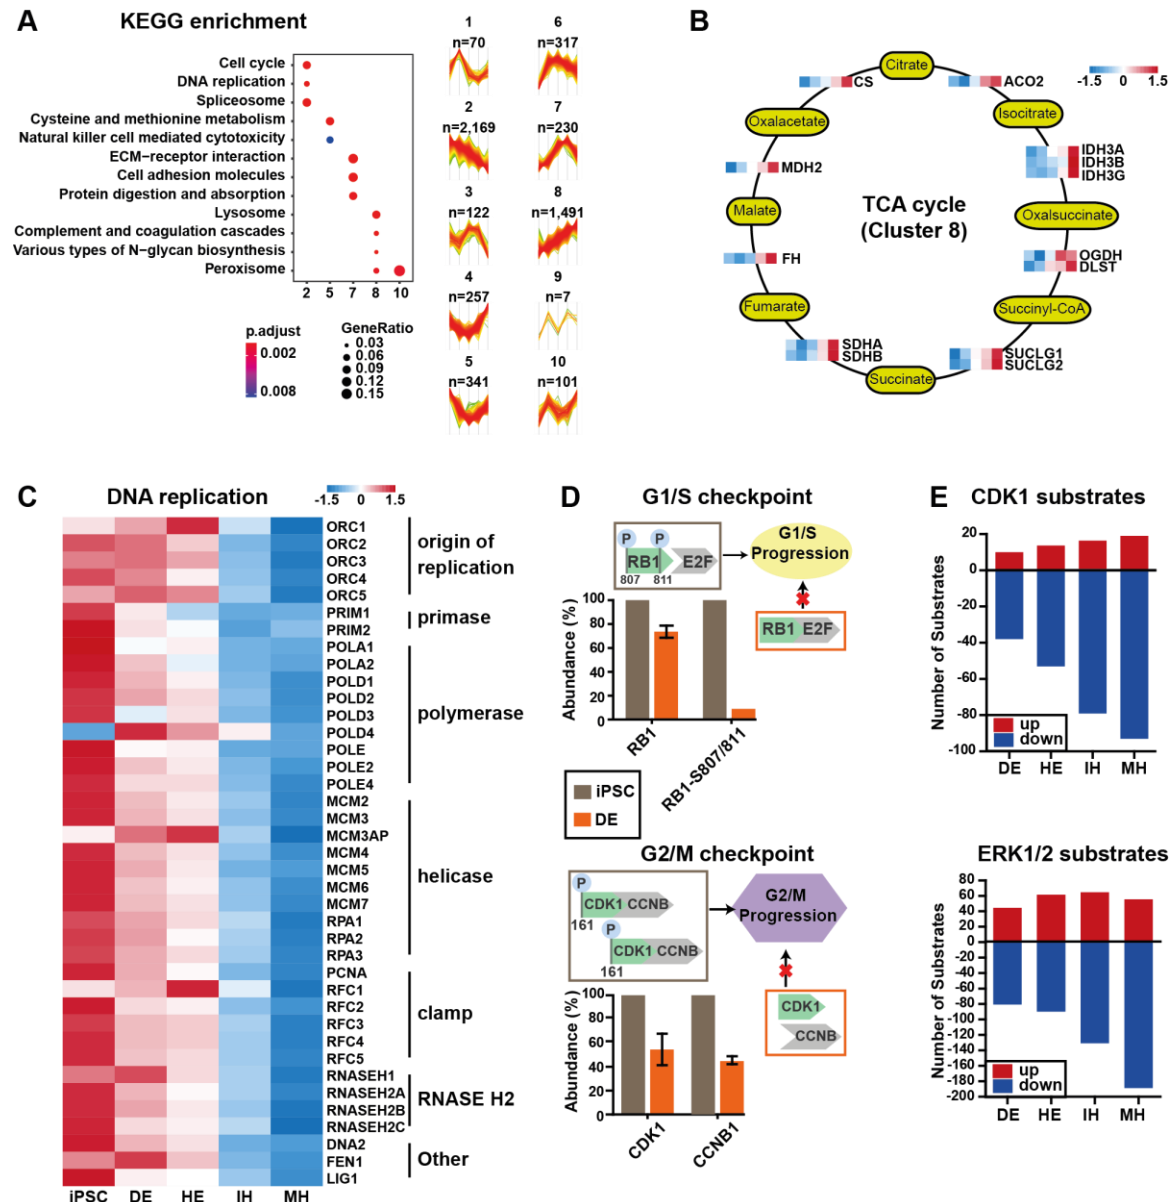 A
KEGG enrichment
Cell cycle
DNA replication
Spliceosome
Cysteine and methionine metabolism
Natural killer cell mediated cytotoxicity
ECM−receptor interaction
Cell adhesion molecules
Protein digestion and absorption
Lysosome
Complement and coagulation cascades
Various types of N−glycan biosynthesis
Peroxisome
2 5 7 8 10
p.adjust
0.002
0.008
GeneRatio
0.03
0.06
0.09
0.12
0.15
1
n=70
2
n=2,169
3
n=122
4
n=257
5
n=341
6
n=317
7
n=230
8
n=1,491
9
n=7
10
n=101
B
-1.5 0 1.5
TCA cycle
(Cluster 8)
Citrate
ACO2
Isocitrate
IDH3A
IDH3B
IDH3G
Oxalsuccinate
OGDH
DLST
Succinyl-CoA
SUCLG1
SUCLG2
Succinate
SDHA
SDHB
Fumarate
FH
Malate
MDH2
Oxalacetate
CS
C
DNA replication
-1.5 0 1.5
ORC1
ORC2
ORC3
ORC4
ORC5
PRIM1
PRIM2
POLA1
POLA2
POLD1
POLD2
POLD3
POLD4
POLE
POLE2
POLE4
MCM2
MCM3
MCM3AP
MCM4
MCM5
MCM6
MCM7
RPA1
RPA2
RPA3
PCNA
RFC1
RFC2
RFC3
RFC4
RFC5
RNASEH1
RNASEH2A
RNASEH2B
RNASEH2C
DNA2
FEN1
LIG1
origin of
replication
primase
polymerase
helicase
clamp
RNASE H2
Other
iPSC DE HE IH MH
D
G1/S checkpoint
P P
RB1 E2F
807 811
G1/S
Progression
RB1 E2F
Abundance (%)
100
80
60
40
20
0
RB1
RB1-S807/811
iPSC
DE
G2/M checkpoint
P
CDK1 CCNB
161
P
CDK1 CCNB
161
G2/M
Progression
CDK1
CCNB
Abundance (%)
100
80
60
40
20
0
CDK1
CCNB1
E
CDK1 substrates
Number of Substrates
20
0
-20
-40
-60
-80
-100
up
down
DE HE IH MH
ERK1/2 substrates
Number of Substrates
80
60
40
20
0
-20
-40
-60
-80
-100
-120
-140
-160
-180
-200
up
down
DE HE IH MH